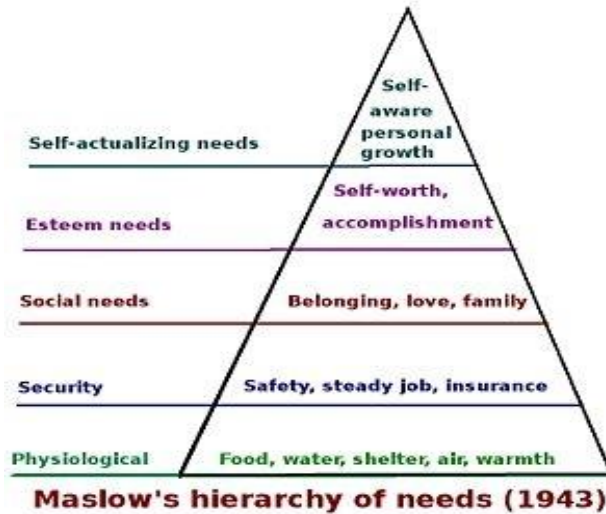 Self-
aware
personal
growth
Self-actualizing needs
Self-worth,
accomplishment
Esteem needs
Social needs
Belonging, love, family
Security
Safety, steady job, insurance
Physiological
Food, water, shelter, air, warmth
Maslow's hierarchy of needs (1943)